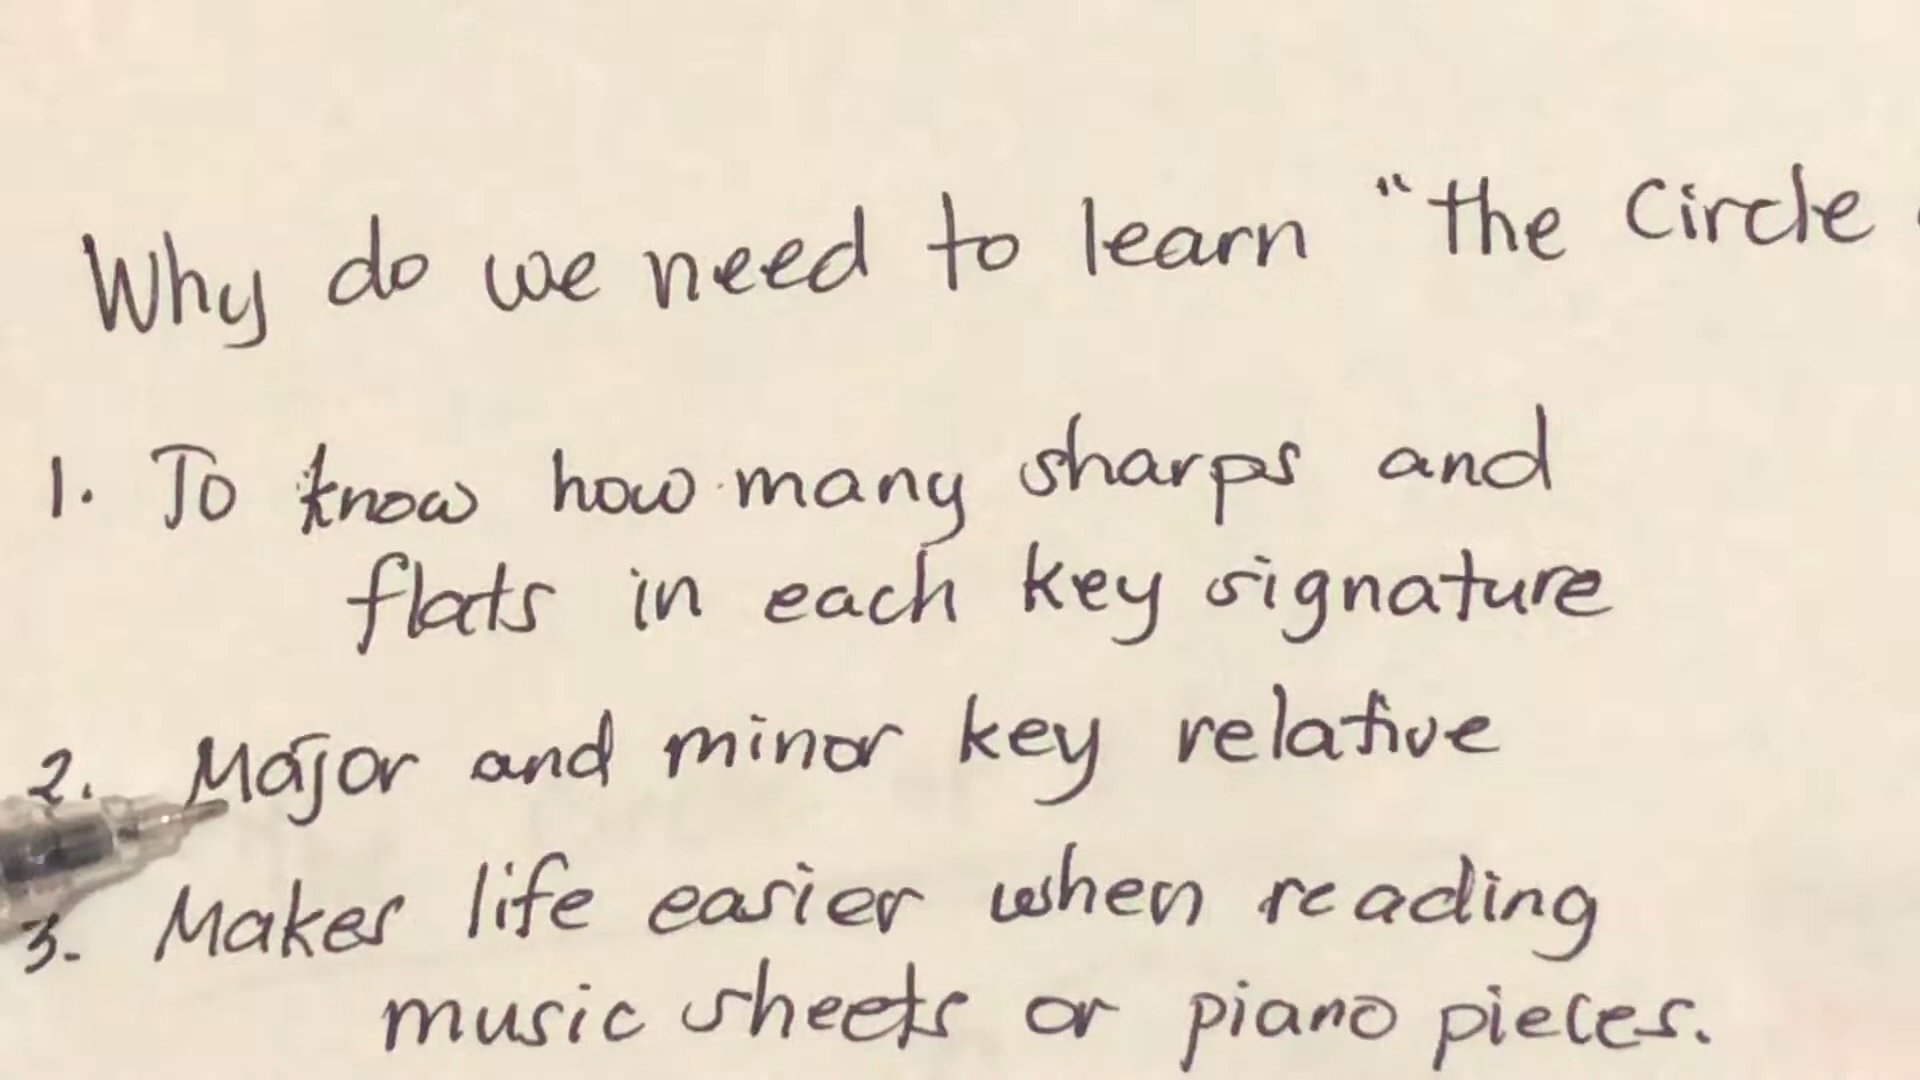 Why do we need to learn "the Circle
1. To know how many sharps and
flats in each key signature
2. Major and minor key relative
3. Makes life easier when reading
music sheets or piano pieces.